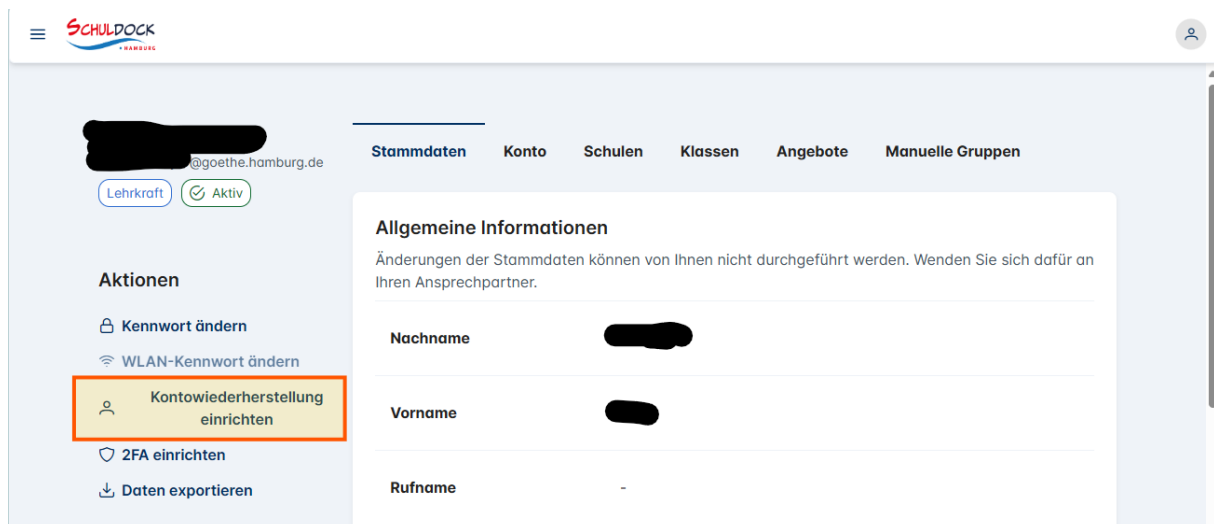 SCHULDOCK
HAMBURG
@goethe.hamburg.de
Lehrkraft
Aktiv
Aktionen
Kennwort ändern
WLAN-Kennwort ändern
Kontowiederherstellung
einrichten
2FA einrichten
Daten exportieren
Stammdaten Konto Schulen Klassen Angebote Manuelle Gruppen
Allgemeine Informationen
Änderungen der Stammdaten können von Ihnen nicht durchgeführt werden. Wenden Sie sich dafür an
Ihren Ansprechpartner.
Nachname
Vorname
Rufname -